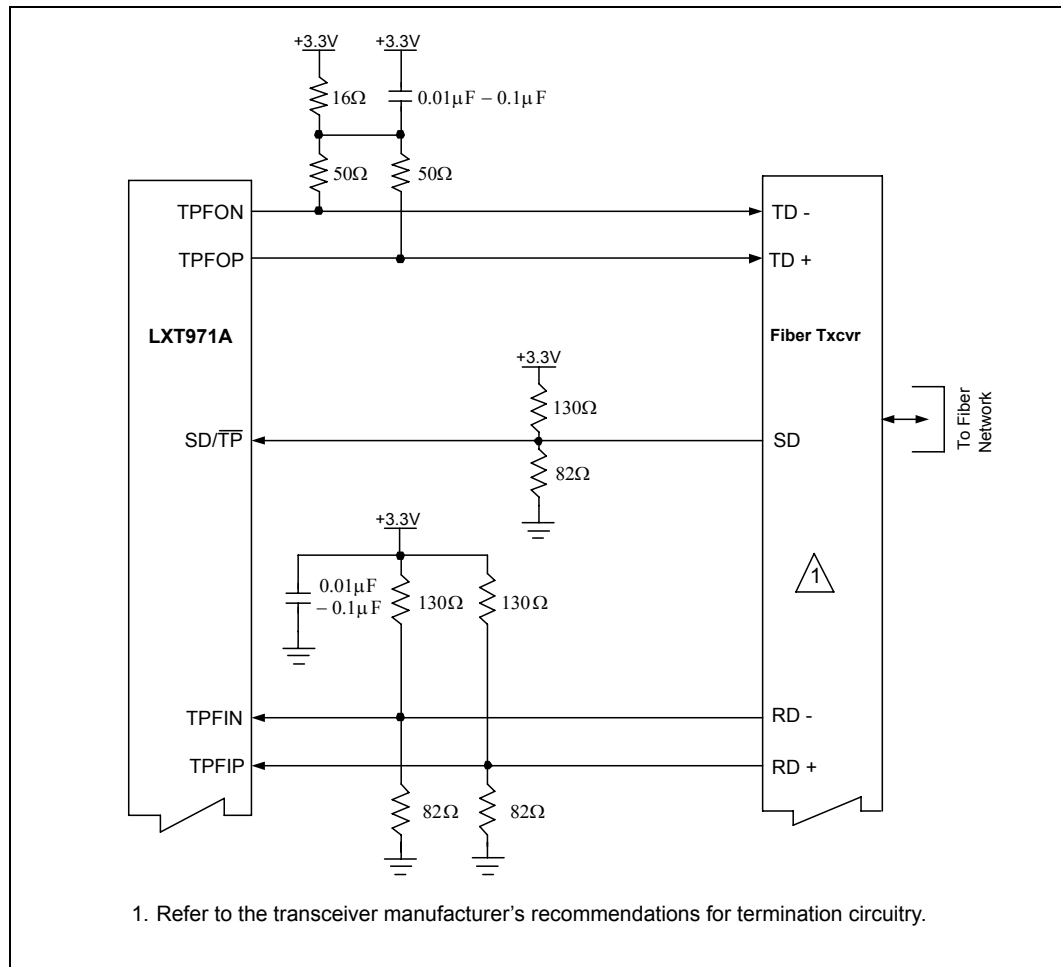 +3.3V +3.3V
16Ω 0.01µF – 0.1µF
50Ω 50Ω
TPFON TD -
TPFOP TD +
LXT971A Fiber Txcvr
+3.3V
130Ω
SD/T̅P̅ SD
To Fiber
Network
82Ω
+3.3V
0.01µF
– 0.1µF
130Ω 130Ω
1
TPFIN RD -
TPFIP RD +
82Ω 82Ω
1. Refer to the transceiver manufacturer’s recommendations for termination circuitry.